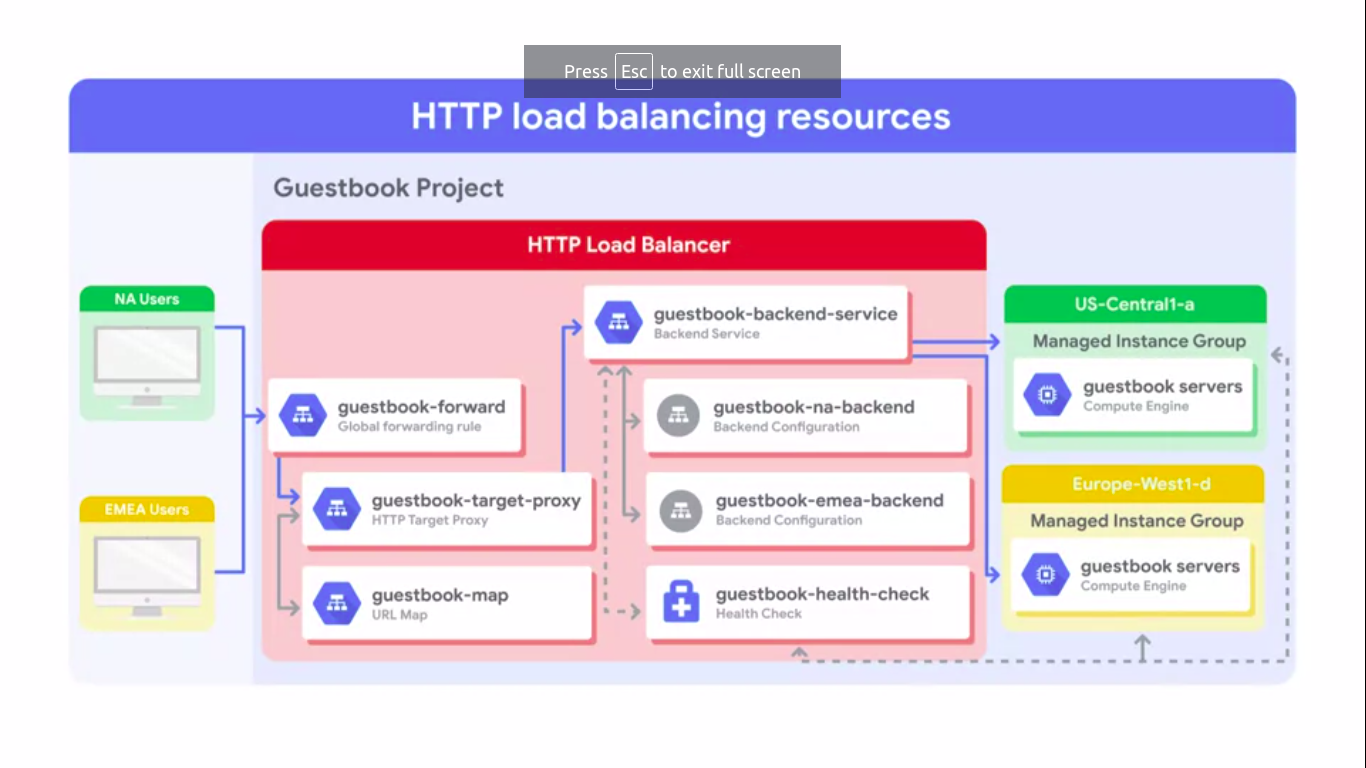 Press Esc to exit full screen
HTTP load balancing resources
Guestbook Project
HTTP Load Balancer
NA Users
EMEA Users
guestbook-forward
Global forwarding rule
guestbook-target-proxy
HTTP Target Proxy
guestbook-map
URL Map
guestbook-backend-service
Backend Service
guestbook-na-backend
Backend Configuration
guestbook-emea-backend
Backend Configuration
guestbook-health-check
Health Check
US-Central1-a
Managed Instance Group
guestbook servers
Compute Engine
Europe-West1-d
Managed Instance Group
guestbook servers
Compute Engine